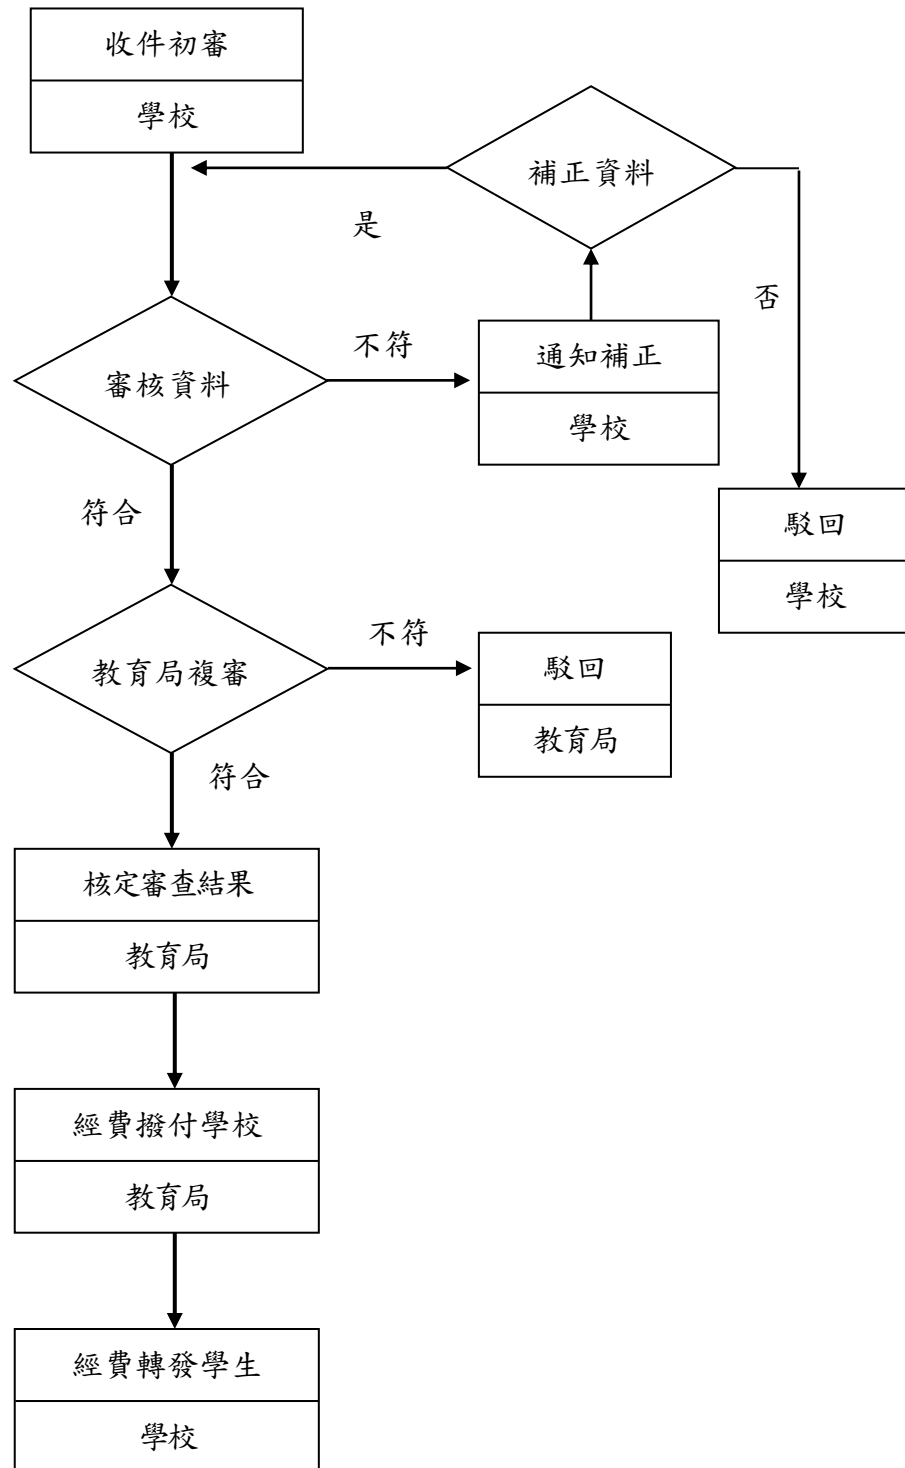 收件初審
學校
補正資料
是
否
不符
通知補正
審核資料
學校
符合
駁回
學校
不符
教育局複審
駁回
教育局
符合
核定審查結果
教育局
經費撥付學校
教育局
經費轉發學生
學校